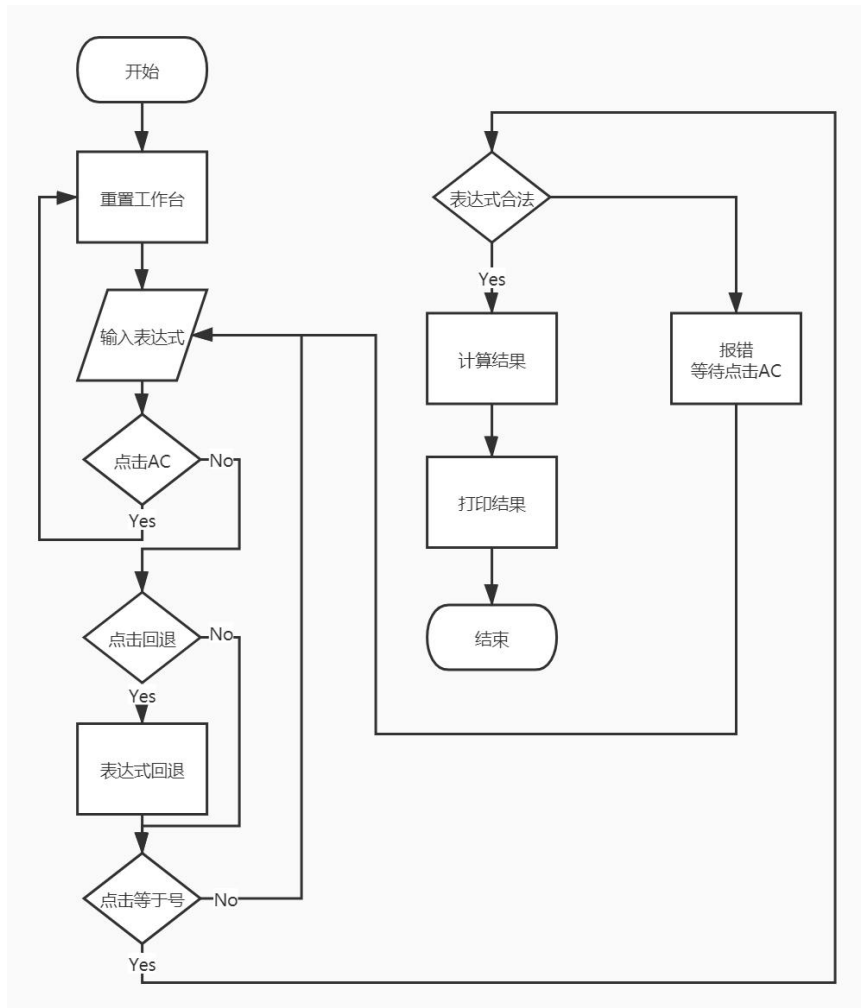 开始
重置工作台
输入表达式
点击AC
No
Yes
点击回退
No
Yes
表达式回退
点击等于号
No
Yes
表达式合法
Yes
计算结果
报错
等待点击AC
打印结果
结束